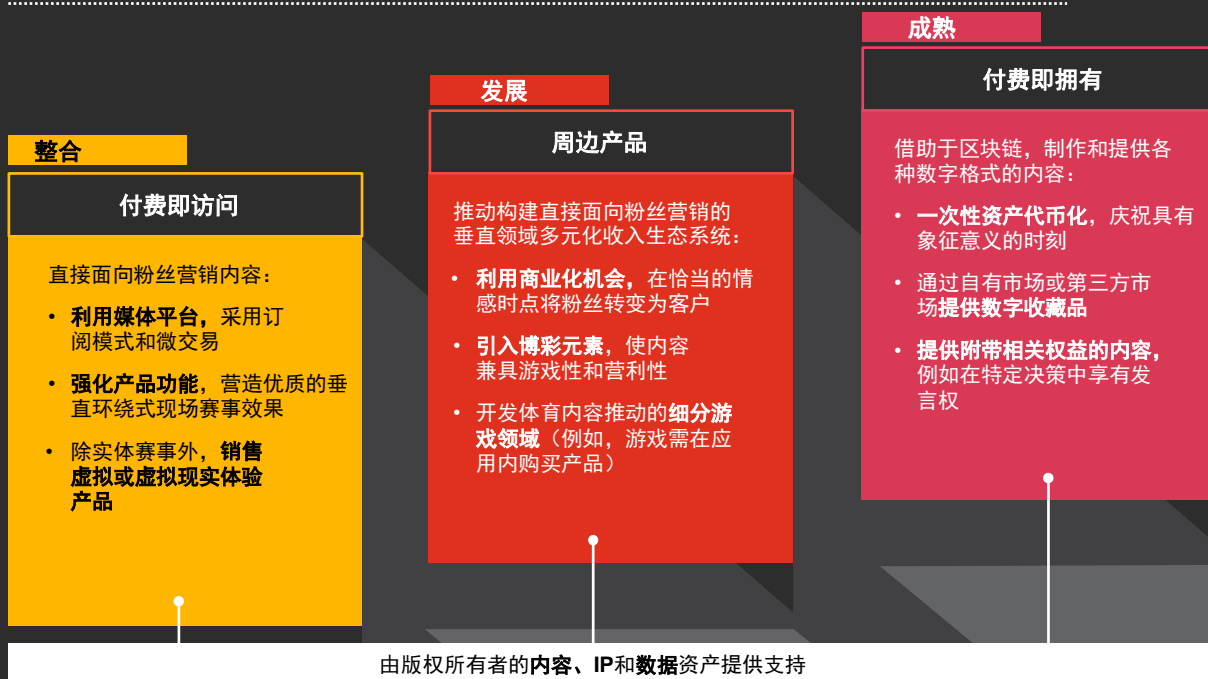 整合
付费即访问
直接面向粉丝营销内容：
• 利用媒体平台，采用订
阅模式和微交易
• 强化产品功能，营造优质的垂
直环绕式现场赛事效果
• 除实体赛事外，销售
虚拟或虚拟现实体验
产品
发展
周边产品
推动构建直接面向粉丝营销的
垂直领域多元化收入生态系统：
• 利用商业化机会，在恰当的情
感时点将粉丝转变为客户
• 引入博彩元素，使内容
兼具游戏性和营利性
• 开发体育内容推动的细分游
戏领域（例如，游戏需在应
用内购买产品）
成熟
付费即拥有
借助于区块链，制作和提供各
种数字格式的内容：
• 一次性资产代币化，庆祝具有
象征意义的时刻
• 通过自有市场或第三方市
场提供数字收藏品
• 提供附带相关权益的内容，
例如在特定决策中享有发
言权
由版权所有者的内容、IP和数据资产提供支持